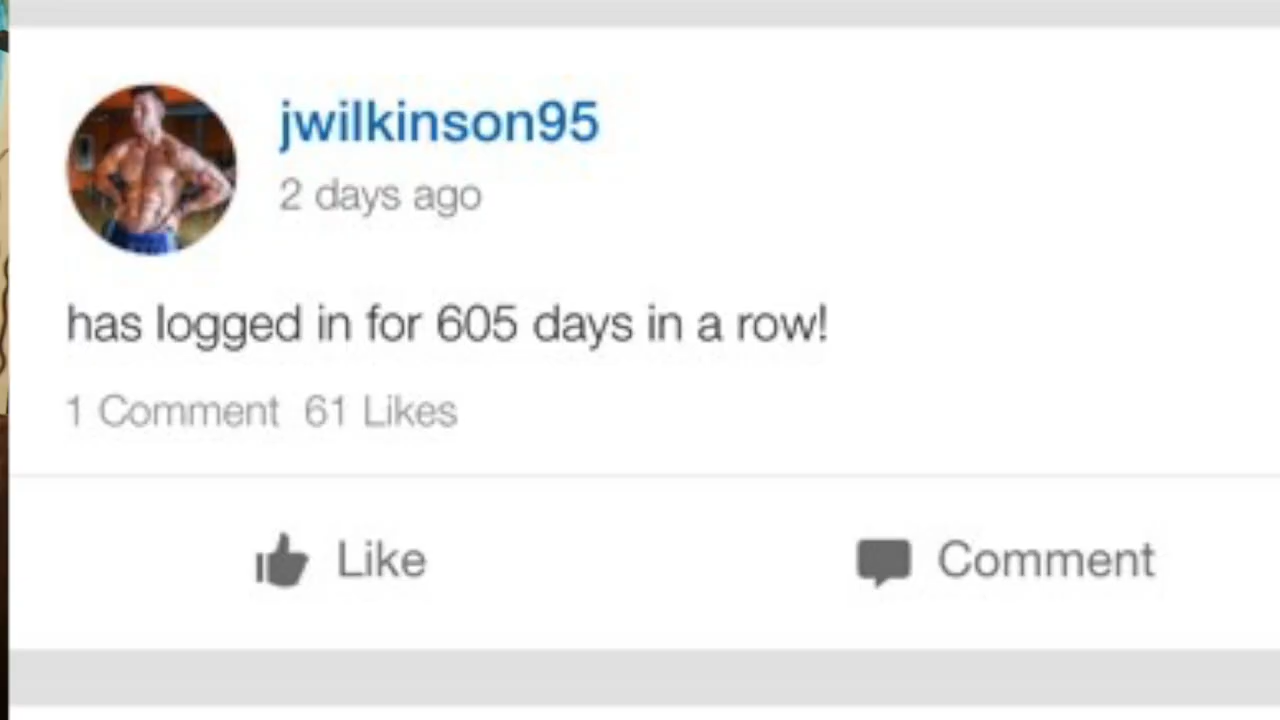 jwilkinson95
2 days ago
has logged in for 605 days in a row!
1 Comment 61 Likes
Like Comment